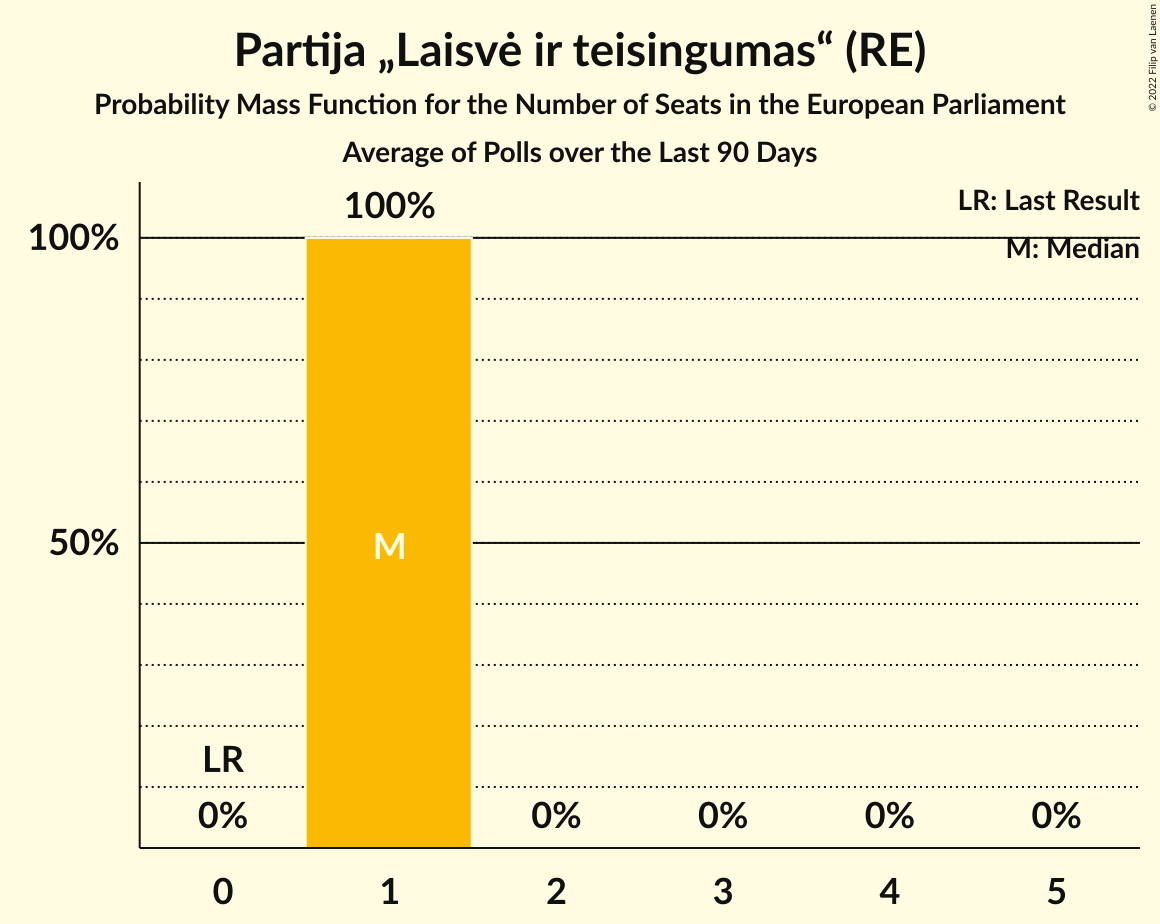 Partija „Laisvė ir teisingumas“ (RE)
Probability Mass Function for the Number of Seats in the European Parliament
Average of Polls over the Last 90 Days
© 2022 Filip van Laenen
LR: Last Result
M: Median
100%
100%
50%
M
LR
0%
0%
0%
0%
0%
0
1
2
3
4
5